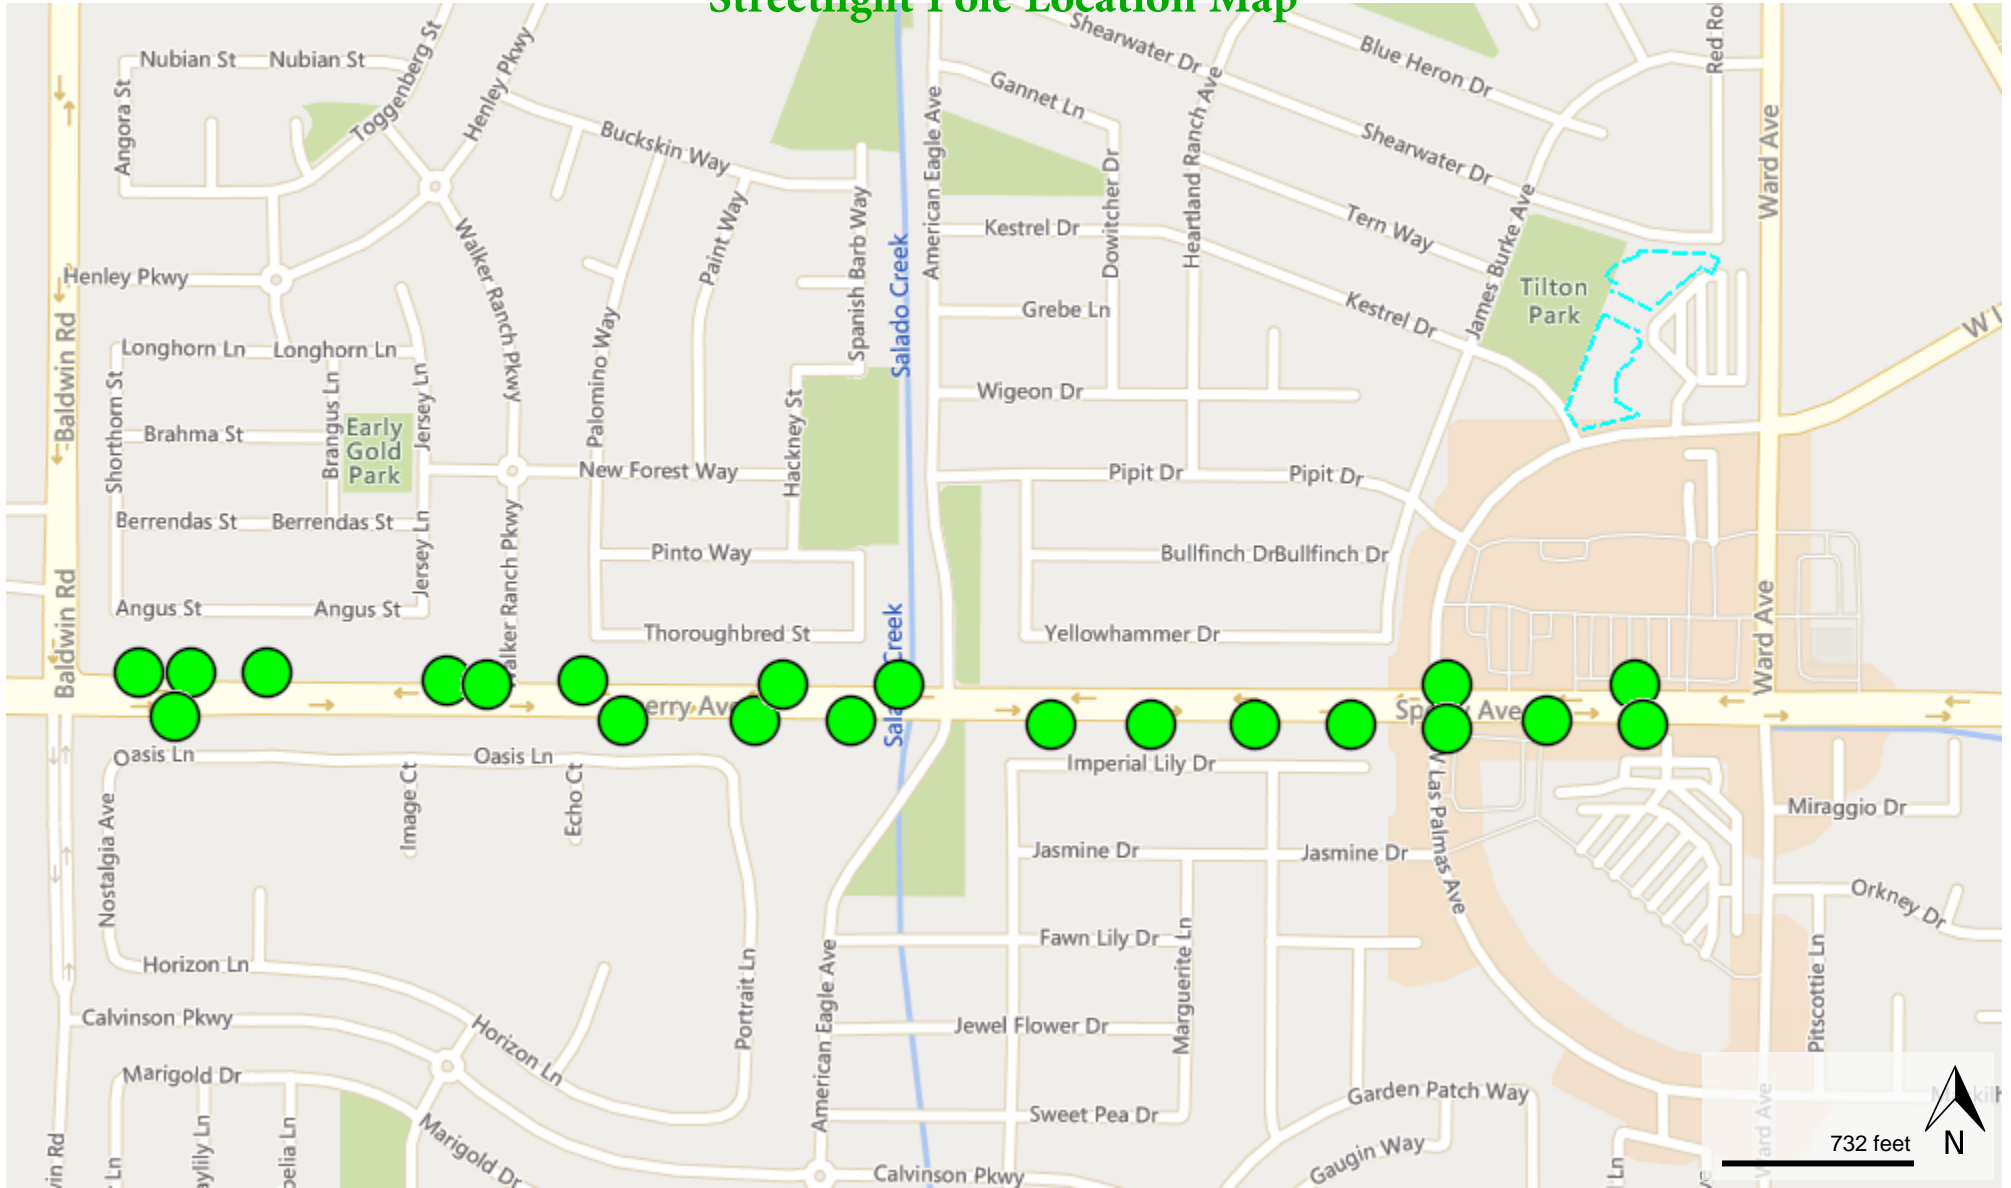 Streetlight Pole Location Map
Nubian St
Nubian St
Toggenberg St
Henley Pkwy
Angora St
Buckskin Way
Shearwater Dr
Blue Heron Dr
Gannet Ln
Heartland Ranch Ave
American Eagle Ave
Shearwater Dr
Ward Ave
Walker Ranch Pkwy
Paint Way
Spanish Barb Way
Salado Creek
Kestrel Dr
Dowitcher Dr
Heartland Ranch Ave
Tern Way
James Burke Ave
Henley Pkwy
Tilton
Park
Grebe Ln
Kestrel Dr
Baldwin Rd
Longhorn Ln
Longhorn Ln
Palomino Way
Shorthorn St
Brangus Ln
Jersey Ln
Wigeon Dr
Hackney St
Brahma St
Early
Gold
Park
New Forest Way
Pipit Dr
Pipit Dr
Berrendas St
Berrendas St
Jersey Ln
Walker Ranch Pkwy
Pinto Way
Bullfinch Dr
Bullfinch Dr
Baldwin Rd
Angus St
Angus St
Thoroughbred St
Yellowhammer Dr
Ward Ave
Oasis Ln
Oasis Ln
Imperial Lily Dr
Image Ct
Echo Ct
W Las Palmas Ave
Miraggio Dr
Nostalgia Ave
Jasmine Dr
Jasmine Dr
Orkney Dr
Fawn Lily Dr
Marguerite Ln
Horizon Ln
Portrait Ln
American Eagle Ave
Pitscottie Ln
Calvinson Pkwy
Horizon Ln
Jewel Flower Dr
Marigold Dr
Garden Patch Way
Sweet Pea Dr
Marigold Dr
Gaugin Way
Calvinson Pkwy
Ward Ave
732 feet
N